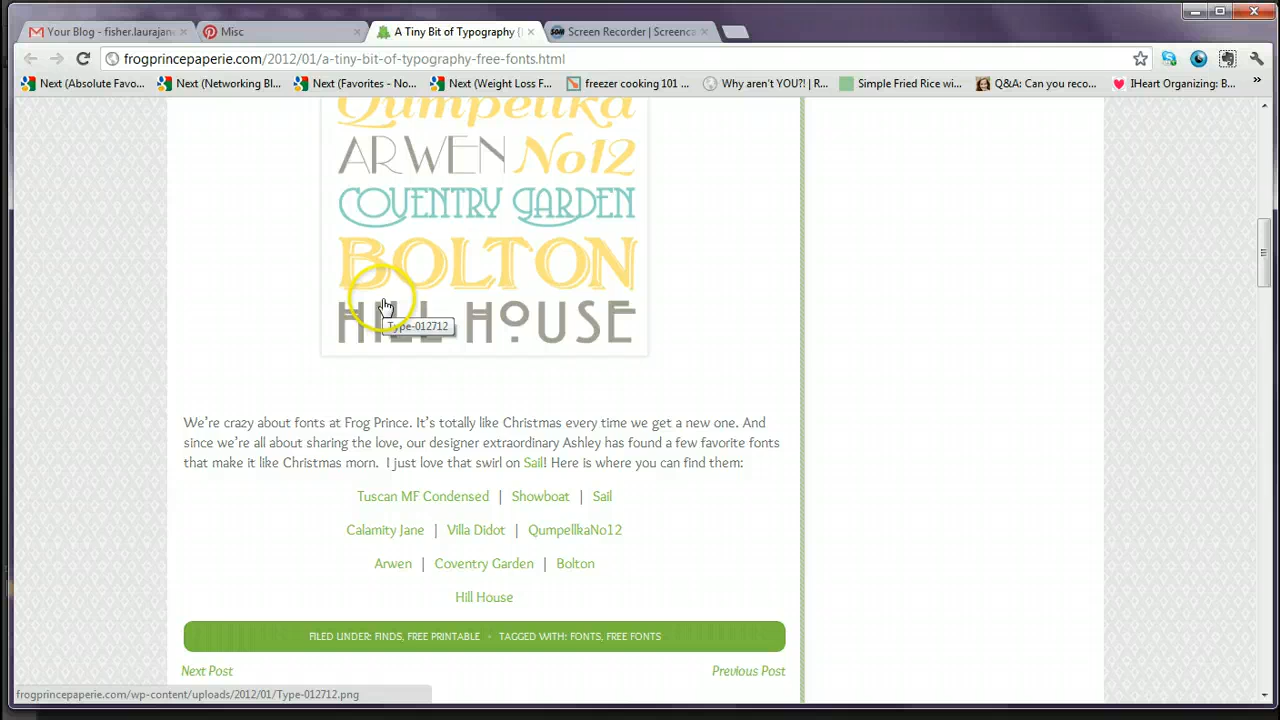 Your Blog - fisher.laurajane
Misc
A Tiny Bit of Typography {
Screen Recorder | Screenca
frogprincepaperie.com/2012/01/a-tiny-bit-of-typography-free-fonts.html
Next (Absolute Favo...
Next (Networking Bl...
Next (Favorites - No...
Next (Weight Loss F...
freezer cooking 101 ...
Why aren't YOU?! | R...
Simple Fried Rice wi...
Q&A: Can you reco...
IHeart Organizing: B...
Qumpellka
ARWEN No12
COVENTRY GARDEN
BOLTON
HILL HOUSE
Type-012712
We're crazy about fonts at Frog Prince. It's totally like Christmas every time we get a new one. And
since we're all about sharing the love, our designer extraordinary Ashley has found a few favorite fonts
that make it like Christmas morn. I just love that swirl on Sail! Here is where you can find them:
Tuscan MF Condensed | Showboat | Sail
Calamity Jane | Villa Didot | QumpellkaNo12
Arwen | Coventry Garden | Bolton
Hill House
FILED UNDER: FINDS, FREE PRINTABLE • TAGGED WITH: FONTS, FREE FONTS
Next Post
Previous Post
frogprincepaperie.com/wp-content/uploads/2012/01/Type-012712.png